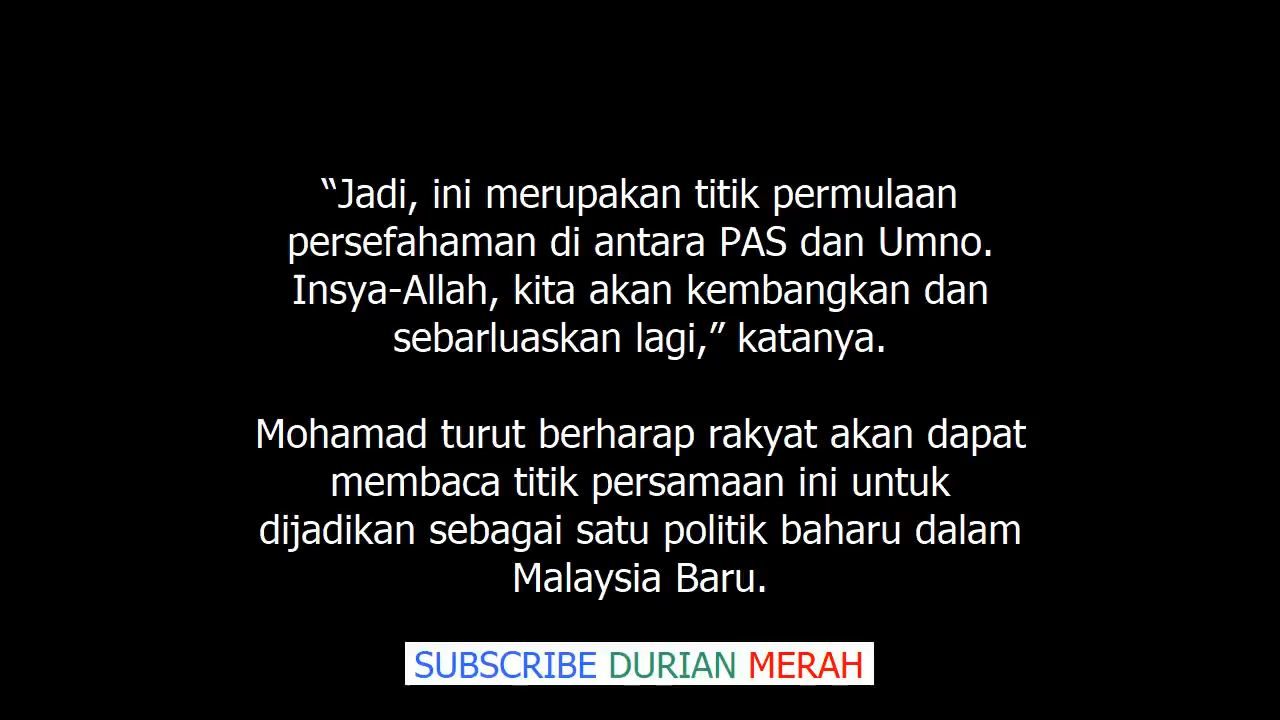 “Jadi, ini merupakan titik permulaan
persefahaman di antara PAS dan Umno.
Insya-Allah, kita akan kembangkan dan
sebarluaskan lagi,” katanya.
Mohamad turut berharap rakyat akan dapat
membaca titik persamaan ini untuk
dijadikan sebagai satu politik baharu dalam
Malaysia Baru.
SUBSCRIBE DURIAN MERAH